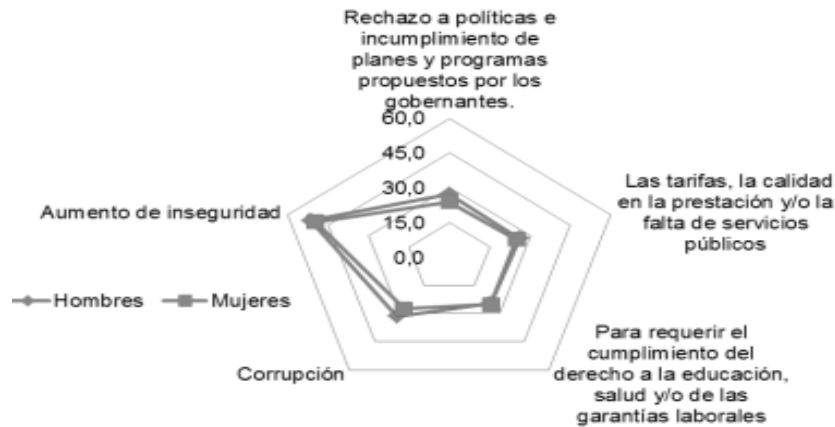 Rechazo a políticas e
incumplimiento de
planes y programas
propuestos por los
gobernantes.
60,0
45,0
30,0
15,0
0,0
Las tarifas, la calidad
en la prestación y/o la
falta de servicios
públicos
Aumento de inseguridad
Hombres
Mujeres
Corrupción
Para requerir el
cumplimiento del
derecho a la educación,
salud y/o de las
garantías laborales